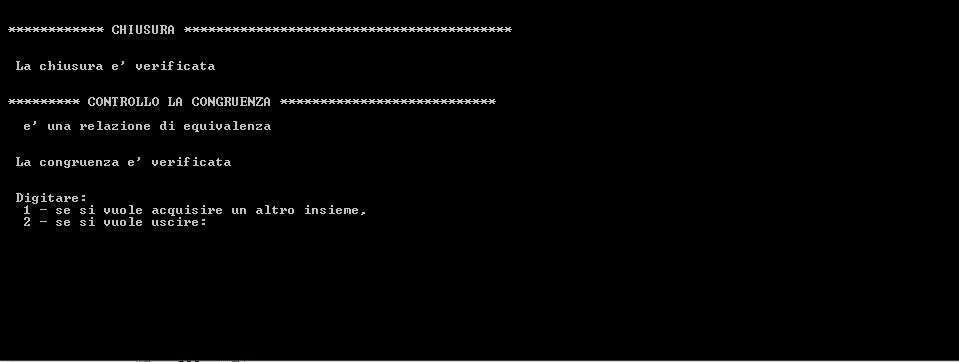 ************ CHIUSURA *****************************************
La chiusura e' verificata
********* CONTROLLO LA CONGRUENZA ***************************
e' una relazione di equivalenza
La congruenza e' verificata
Digitare:
1 - se si vuole acquisire un altro insieme,
2 - se si vuole uscire: